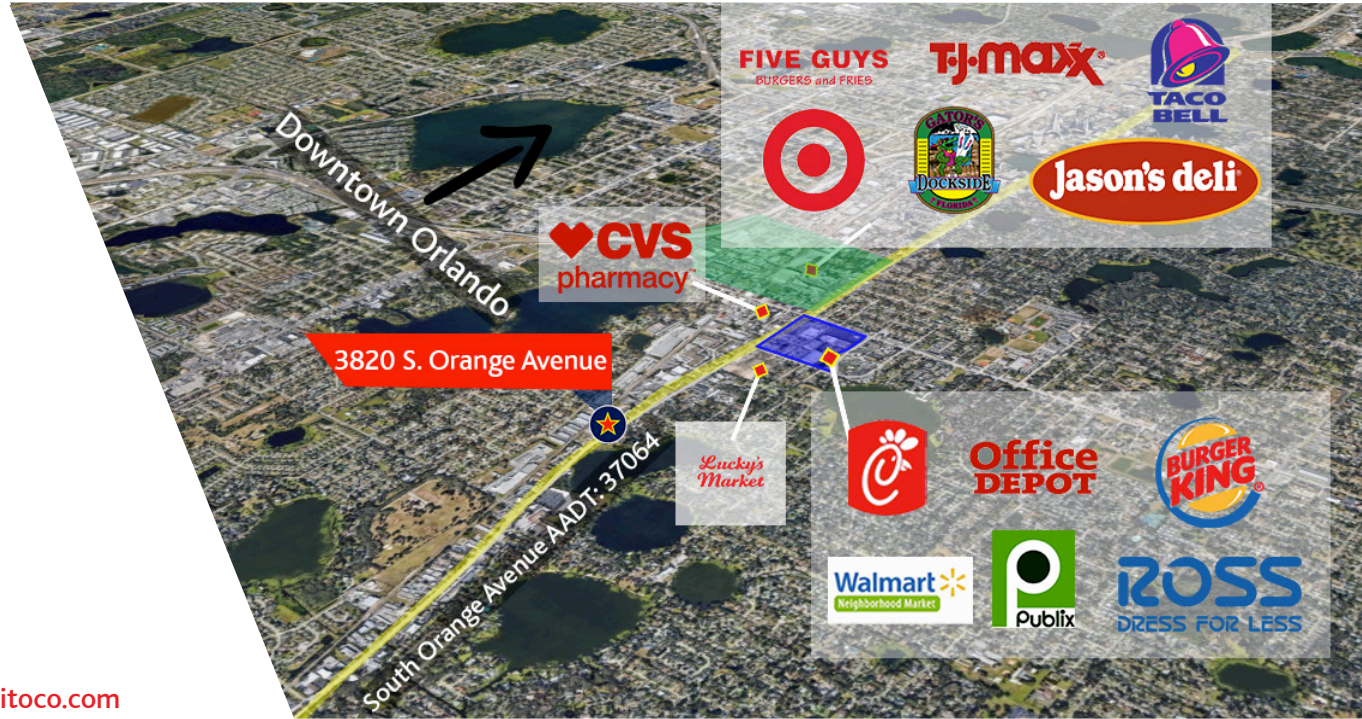 FIVE GUYS
BURGERS and FRIES
T·J·maxx®
TACO
BELL
GATOR'S
DOCKSIDE
FLORIDA
Jason's deli
Downtown Orlando
CVS
pharmacy™
3820 S. Orange Avenue
South Orange Avenue AADT: 37064
Lucky's
Market
C
Office
DEPOT
BURGER
KING®
Walmart
Neighborhood Market
P
Publix
ROSS
DRESS FOR LESS
itoco.com